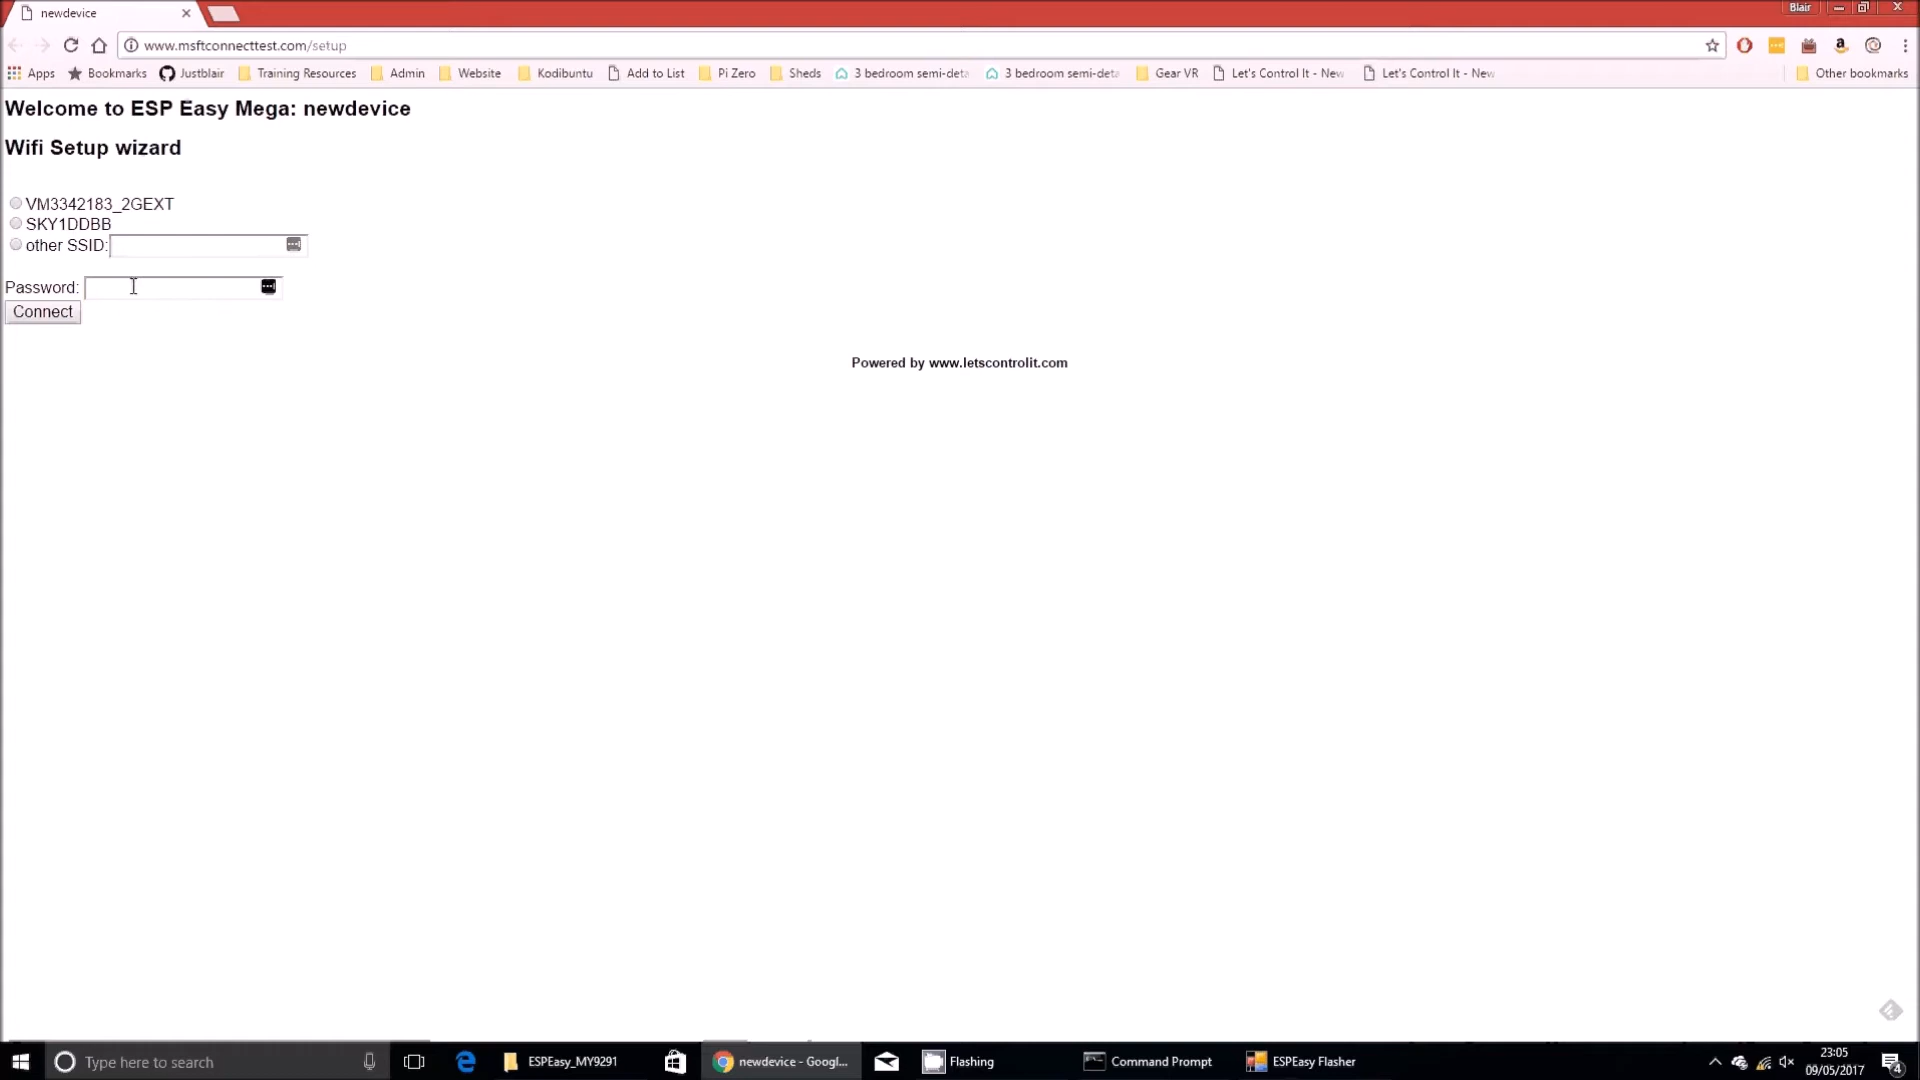 newdevice
Blair
www.msftconnecttest.com/setup
Apps Bookmarks Justblair Training Resources Admin Website Kodibuntu Add to List Pi Zero Sheds 3 bedroom semi-deta 3 bedroom semi-deta Gear VR Let's Control It - New Let's Control It - New Other bookmarks
Welcome to ESP Easy Mega: newdevice
Wifi Setup wizard
VM3342183_2GEXT
SKY1DDBB
other SSID:
Password:
Connect
Powered by www.letscontrolit.com
Type here to search ESPEasy_MY9291 newdevice - Googl... Flashing Command Prompt ESPEasy Flasher 23:05
09/05/2017 4